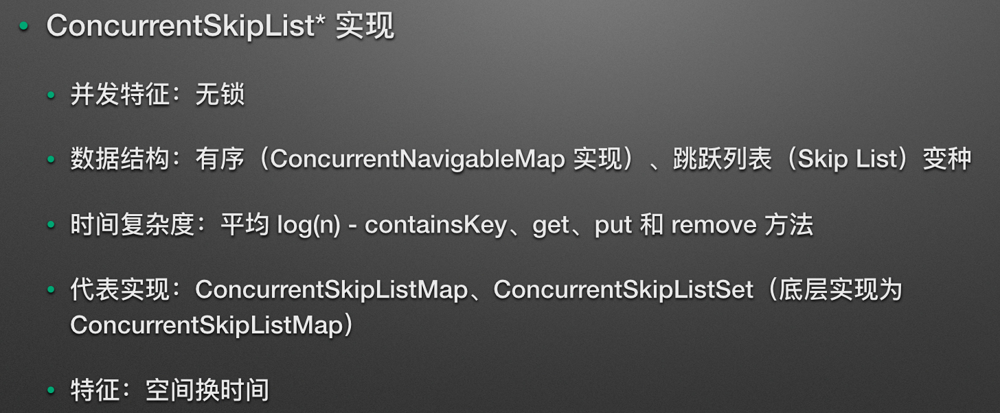 • ConcurrentSkipList* 实现
• 并发特征：无锁
• 数据结构：有序（ConcurrentNavigableMap 实现）、跳跃列表（Skip List）变种
• 时间复杂度：平均 log(n) - containsKey、get、put 和 remove 方法
• 代表实现：ConcurrentSkipListMap、ConcurrentSkipListSet（底层实现为
ConcurrentSkipListMap）
• 特征：空间换时间